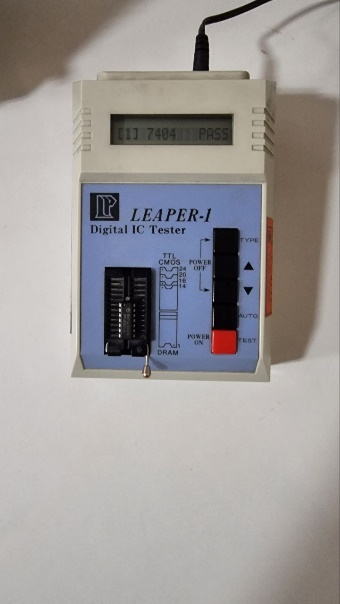 [1] 7404 PASS
LEAPER-1
Digital IC Tester
TTL
CMOS
24
20
16
14
1
DRAM
TYPE
POWER
OFF
▲
▼
AUTO
POWER
ON
TEST